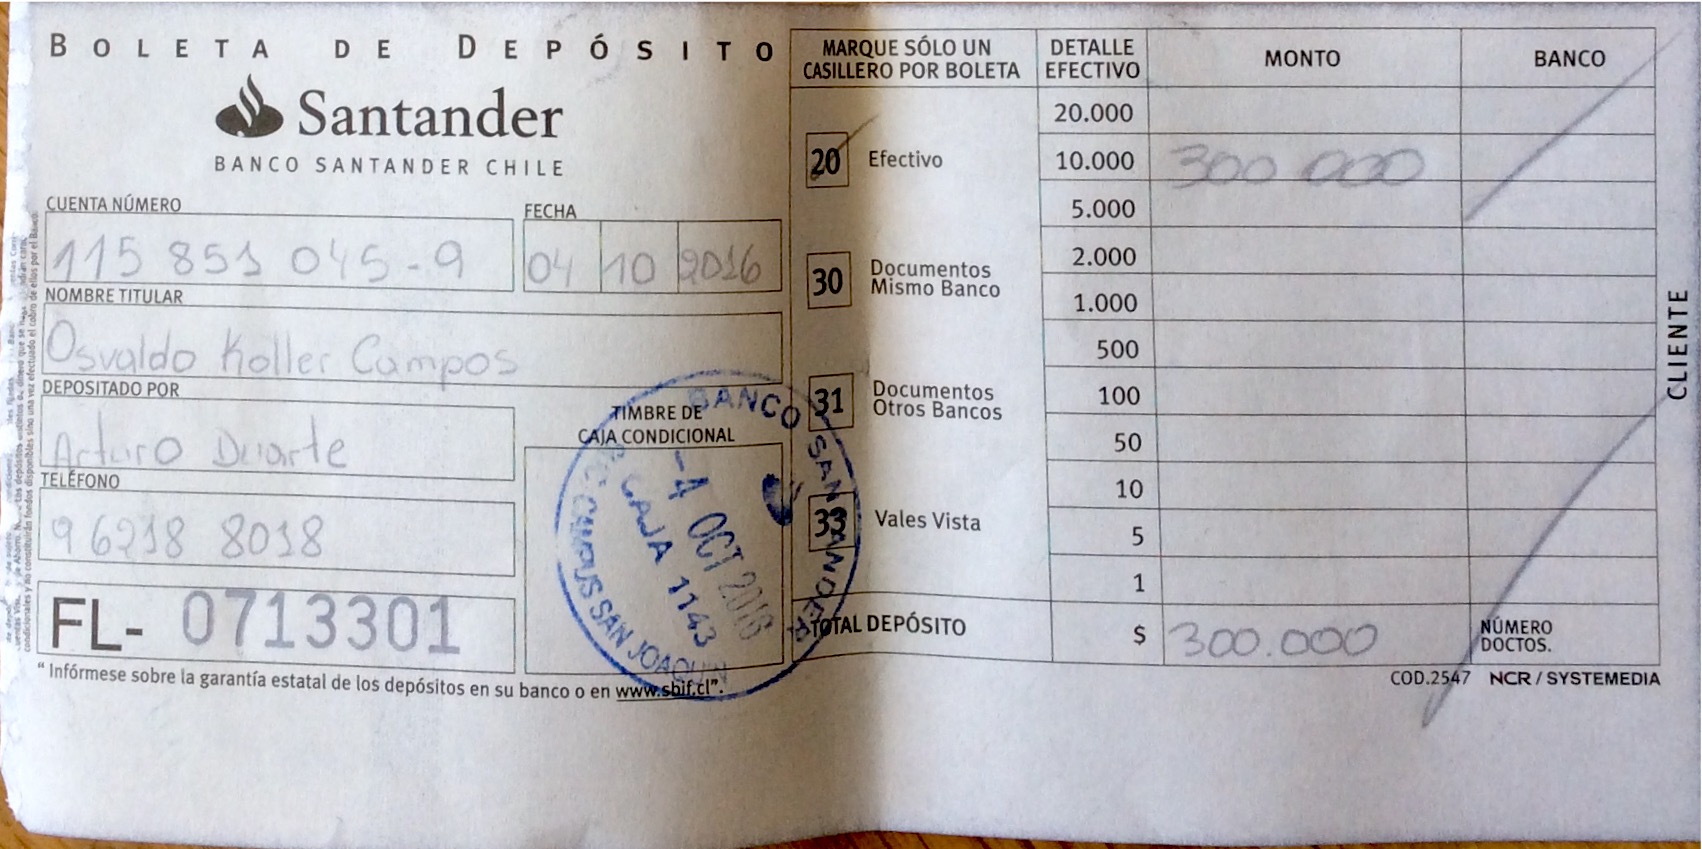 BOLETA DE DEPÓSITO
Santander
BANCO SANTANDER CHILE
CUENTA NÚMERO
115 851 045-9
FECHA
04 10 2016
NOMBRE TITULAR
Osvaldo Koller Campos
DEPOSITADO POR
Arturo Duarte
TELÉFONO
9 6218 8018
FL- 0713301
TIMBRE DE
CAJA CONDICIONAL
BANCO SANTANDER
-4 OCT 2016
CAJA 1143
CAMPUS SAN JOAQUIN
"Infórmese sobre la garantía estatal de los depósitos en su banco o en www.sbif.cl".
MARQUE SÓLO UN
CASILLERO POR BOLETA
20 Efectivo
30 Documentos
Mismo Banco
31 Documentos
Otros Bancos
33 Vales Vista
DETALLE
EFECTIVO
MONTO
BANCO
20.000
10.000 300 000
5.000
2.000
1.000
500
100
50
10
5
1
TOTAL DEPÓSITO $ 300.000
NÚMERO
DOCTOS.
COD.2547 NCR / SYSTEMEDIA
CLIENTE